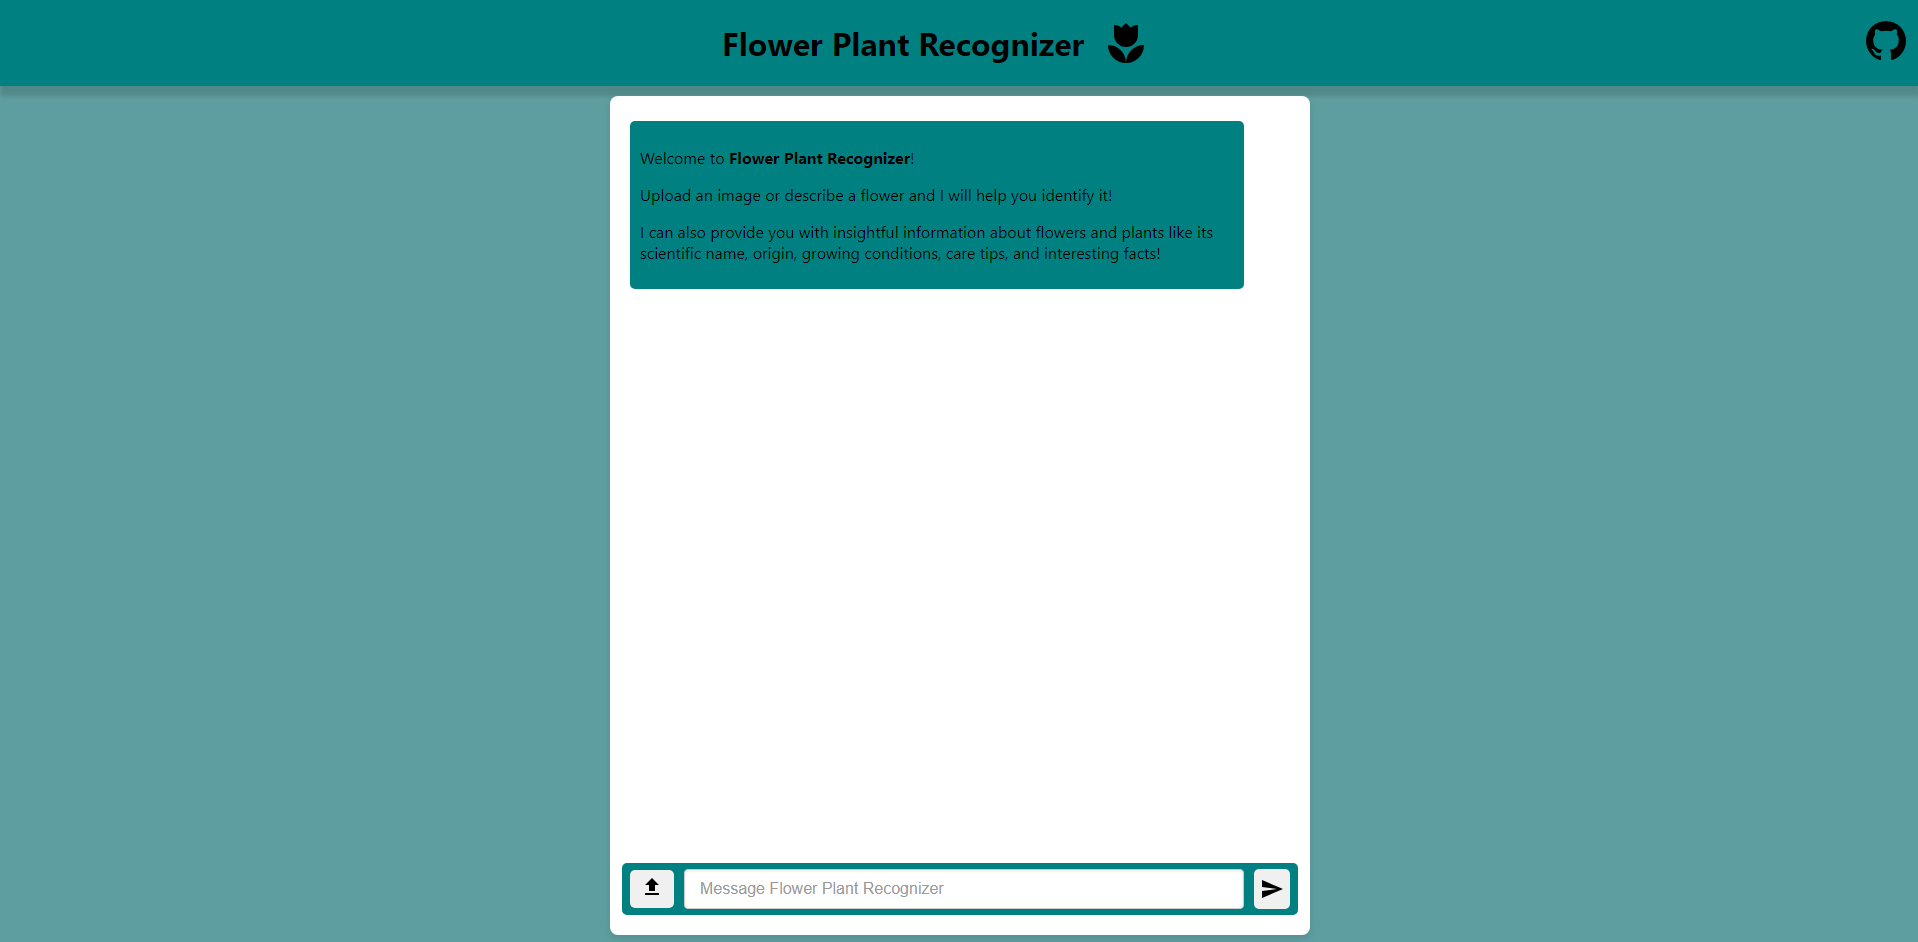 Flower Plant Recognizer
Welcome to Flower Plant Recognizer!
Upload an image or describe a flower and I will help you identify it!
I can also provide you with insightful information about flowers and plants like its
scientific name, origin, growing conditions, care tips, and interesting facts!
Message Flower Plant Recognizer